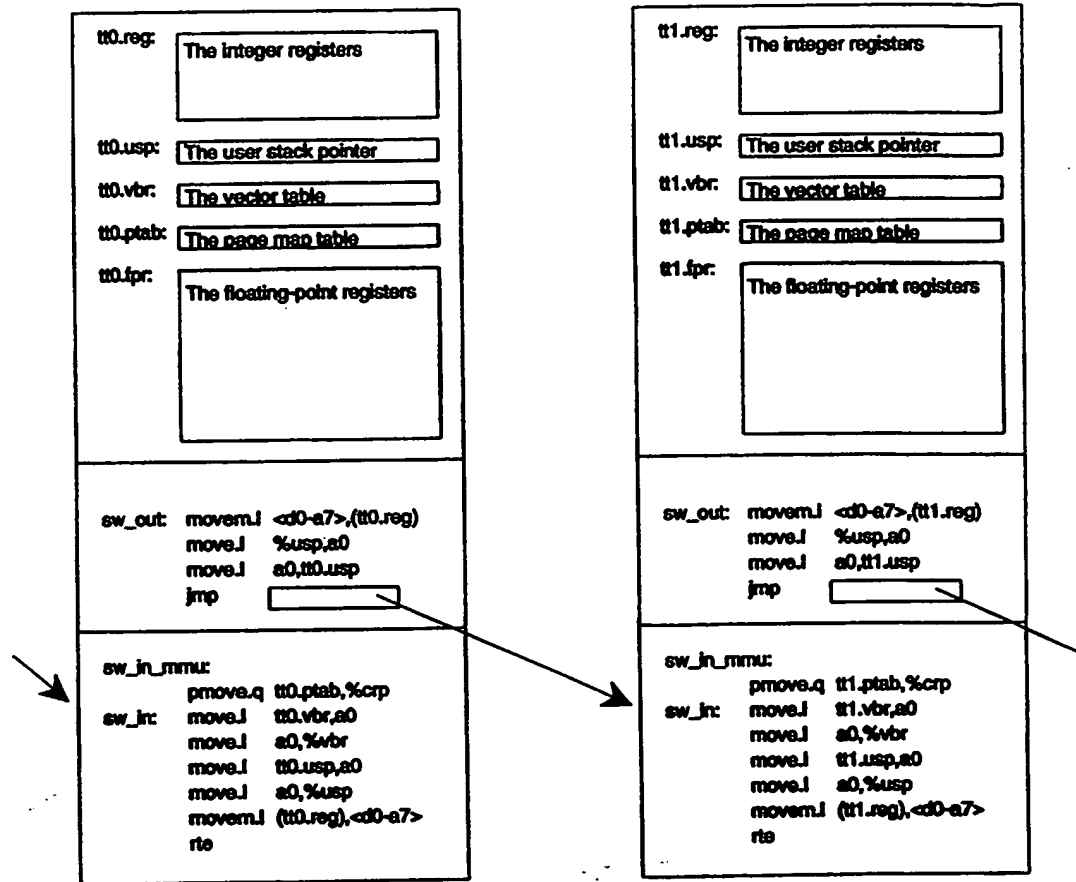 tt0.reg: The integer registers
tt0.usp: The user stack pointer
tt0.vbr: The vector table
tt0.ptab: The page map table
tt0.fpr: The floating-point registers
sw_out: movem.l <d0-a7>,(tt0.reg)
move.l %usp,a0
move.l a0,tt0.usp
jmp
sw_in_mmu:
pmove.q tt0.ptab,%crp
sw_in: move.l tt0.vbr,a0
move.l a0,%vbr
move.l tt0.usp,a0
move.l a0,%usp
movem.l (tt0.reg),<d0-a7>
rte
tt1.reg: The integer registers
tt1.usp: The user stack pointer
tt1.vbr: The vector table
tt1.ptab: The page map table
tt1.fpr: The floating-point registers
sw_out: movem.l <d0-a7>,(tt1.reg)
move.l %usp,a0
move.l a0,tt1.usp
jmp
sw_in_mmu:
pmove.q tt1.ptab,%crp
sw_in: move.l tt1.vbr,a0
move.l a0,%vbr
move.l tt1.usp,a0
move.l a0,%usp
movem.l (tt1.reg),<d0-a7>
rte